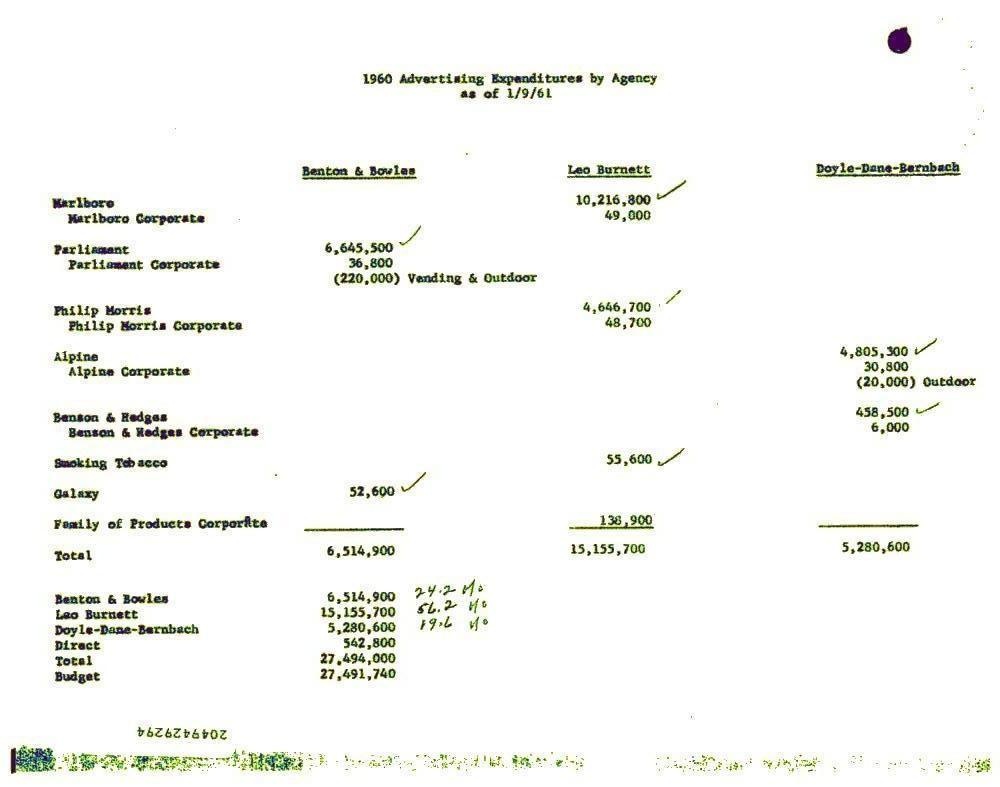 1960 Advertising Expenditures by Agency
as of 1/9/61
Benton & Bowles Leo Burnett Doyle-Dane-Bernbach
Marlboro 10,216,800 ✓
Marlboro Corporate 49,000
Parliament 6,645,500 ✓
Parliament Corporate 36,800
(220,000) Vending & Outdoor
Philip Morris 4,646,700 ✓
Philip Morris Corporate 48,700
Alpine 4,805,300 ✓
Alpine Corporate 30,800
(20,000) Outdoor
Benson & Hedges 458,500 ✓
Benson & Hedges Corporate 6,000
Smoking Tobacco 55,600 ✓
Galaxy 52,600 ✓
Family of Products Corporate 138,900
Total 6,514,900 15,155,700 5,280,600
Benton & Bowles 6,514,900 24.2 %
Leo Burnett 15,155,700 56.2 %
Doyle-Dane-Bernbach 5,280,600 19.6 %
Direct 542,800
Total 27,494,000
Budget 27,491,740
2049429294